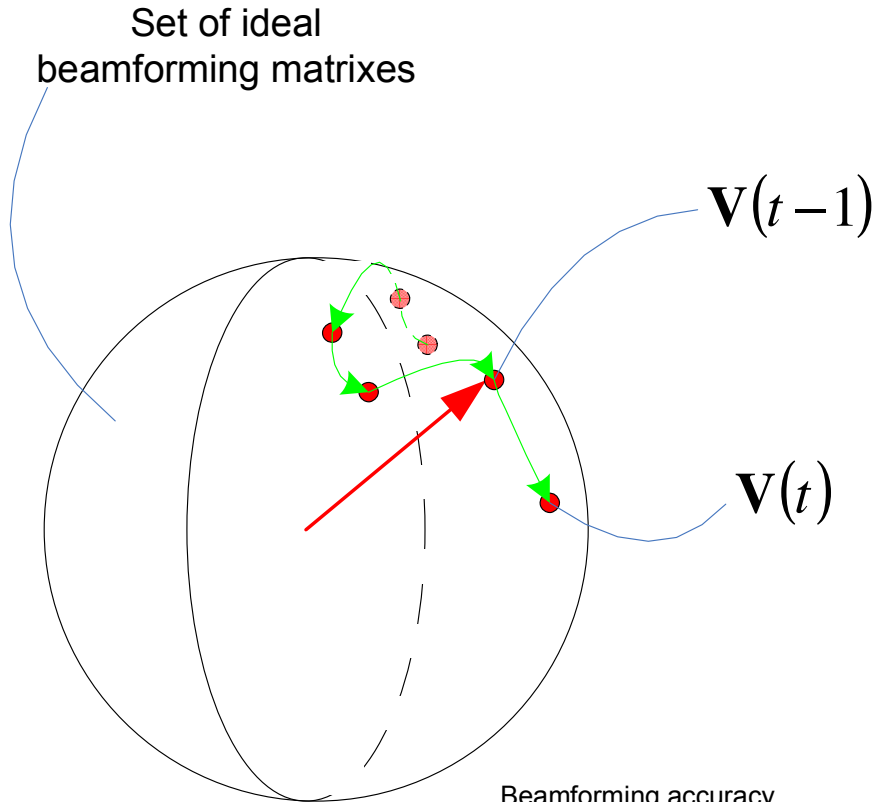 Set of ideal
beamforming matrixes
V(t − 1)
V(t)
Beamforming accuracy